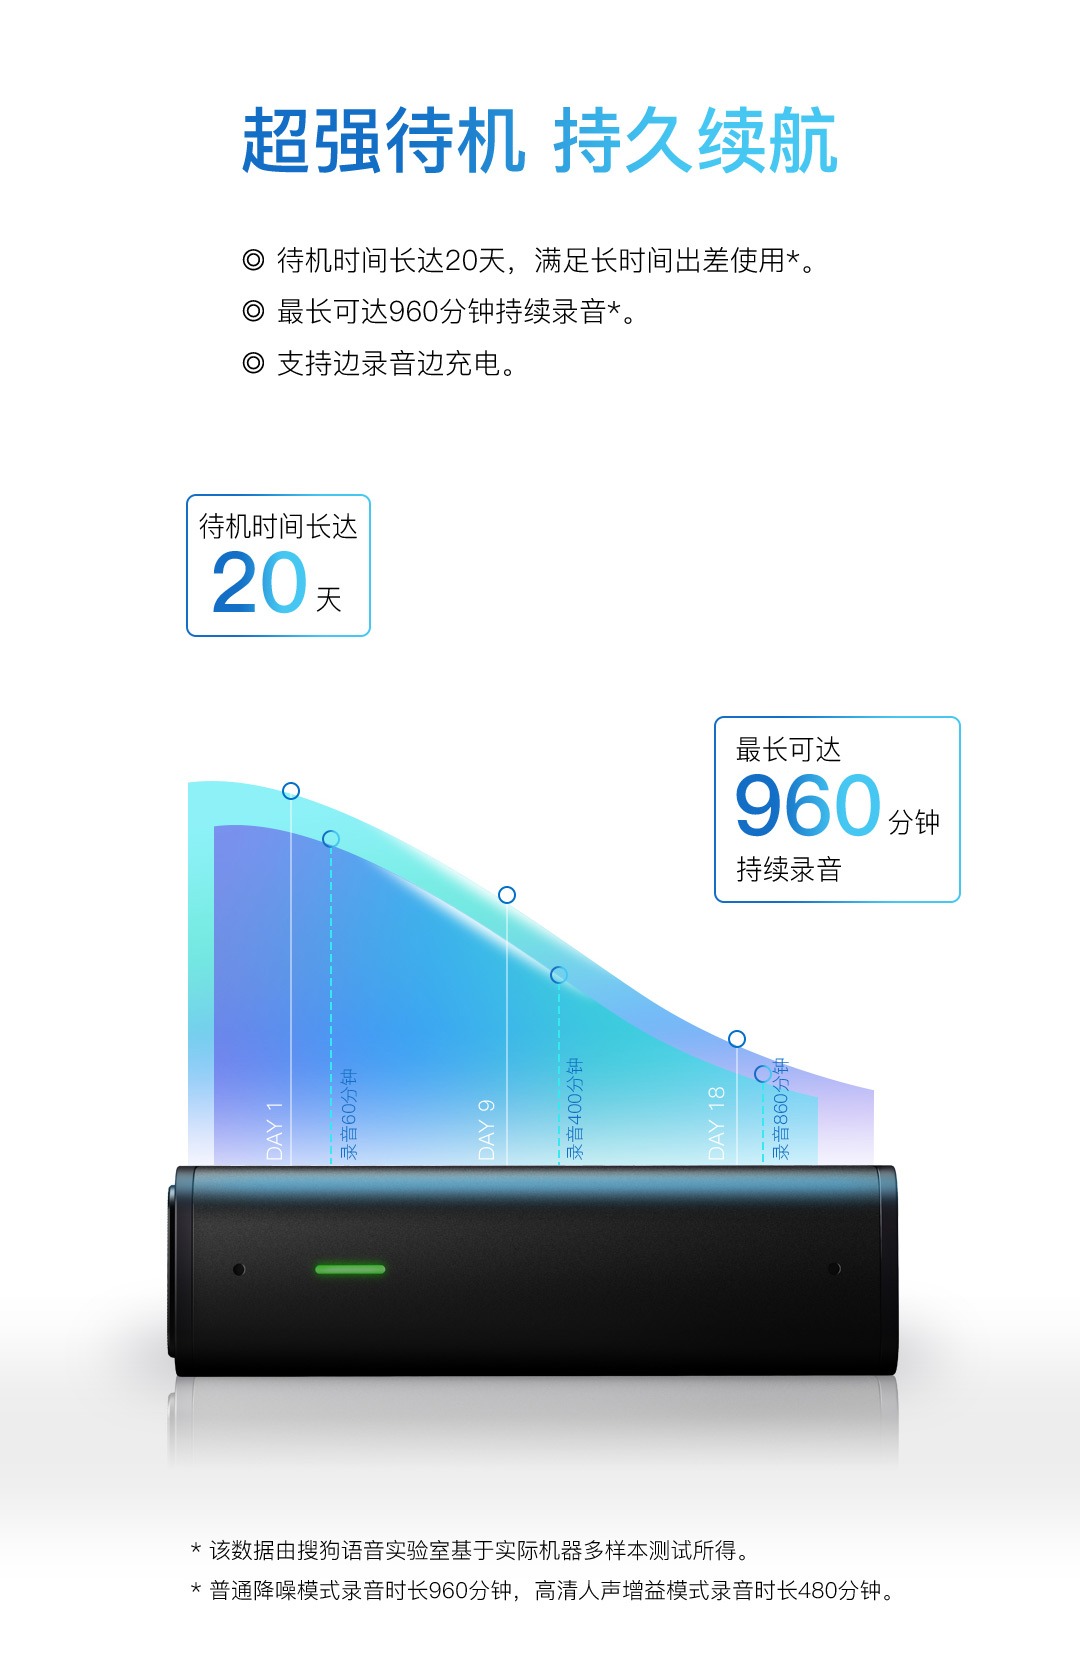 超强待机 持久续航
◎ 待机时间长达20天，满足长时间出差使用*。
◎ 最长可达960分钟持续录音*。
◎ 支持边录音边充电。
待机时间长达
20 天
最长可达
960 分钟
持续录音
DAY 1
录音60分钟
DAY 9
录音400分钟
DAY 18
录音860分钟
* 该数据由搜狗语音实验室基于实际机器多样本测试所得。
* 普通降噪模式录音时长960分钟，高清人声增益模式录音时长480分钟。